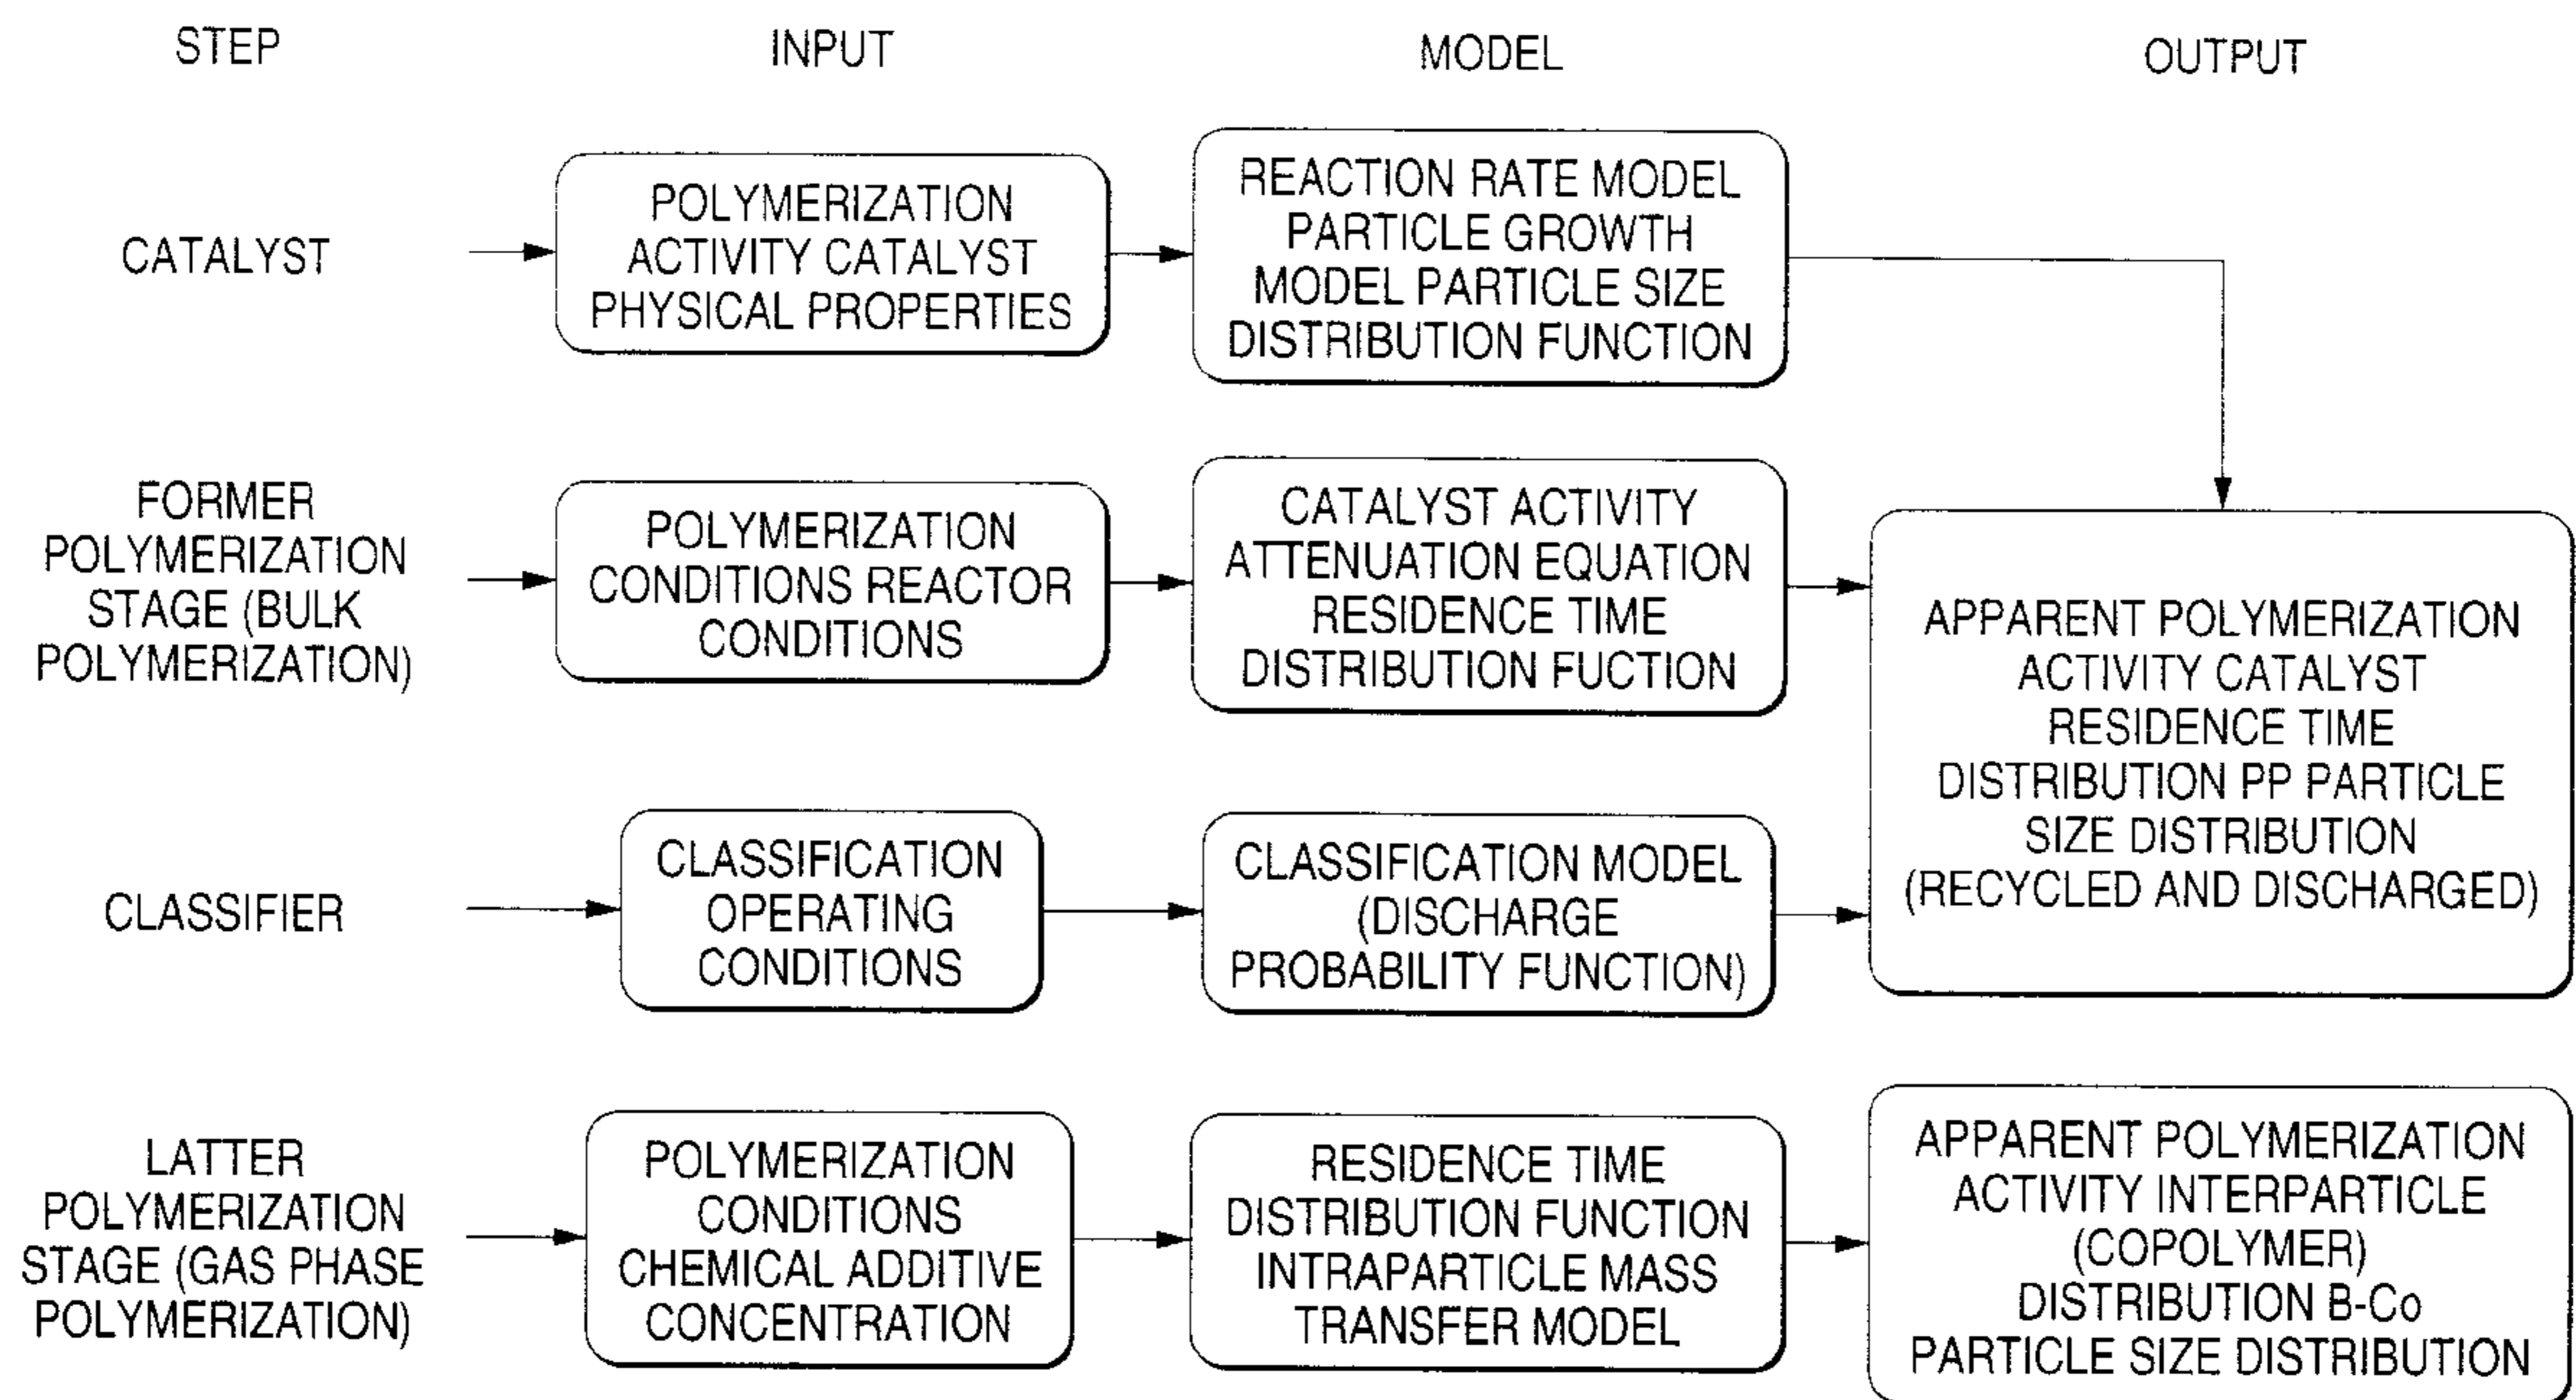 STEP
INPUT
MODEL
OUTPUT
CATALYST
POLYMERIZATION
ACTIVITY CATALYST
PHYSICAL PROPERTIES
REACTION RATE MODEL
PARTICLE GROWTH
MODEL PARTICLE SIZE
DISTRIBUTION FUNCTION
FORMER
POLYMERIZATION
STAGE (BULK
POLYMERIZATION)
POLYMERIZATION
CONDITIONS REACTOR
CONDITIONS
CATALYST ACTIVITY
ATTENUATION EQUATION
RESIDENCE TIME
DISTRIBUTION FUCTION
APPARENT POLYMERIZATION
ACTIVITY CATALYST
RESIDENCE TIME
DISTRIBUTION PP PARTICLE
SIZE DISTRIBUTION
(RECYCLED AND DISCHARGED)
CLASSIFIER
CLASSIFICATION
OPERATING
CONDITIONS
CLASSIFICATION MODEL
(DISCHARGE
PROBABILITY FUNCTION)
LATTER
POLYMERIZATION
STAGE (GAS PHASE
POLYMERIZATION)
POLYMERIZATION
CONDITIONS
CHEMICAL ADDITIVE
CONCENTRATION
RESIDENCE TIME
DISTRIBUTION FUNCTION
INTRAPARTICLE MASS
TRANSFER MODEL
APPARENT POLYMERIZATION
ACTIVITY INTERPARTICLE
(COPOLYMER)
DISTRIBUTION B-Co
PARTICLE SIZE DISTRIBUTION